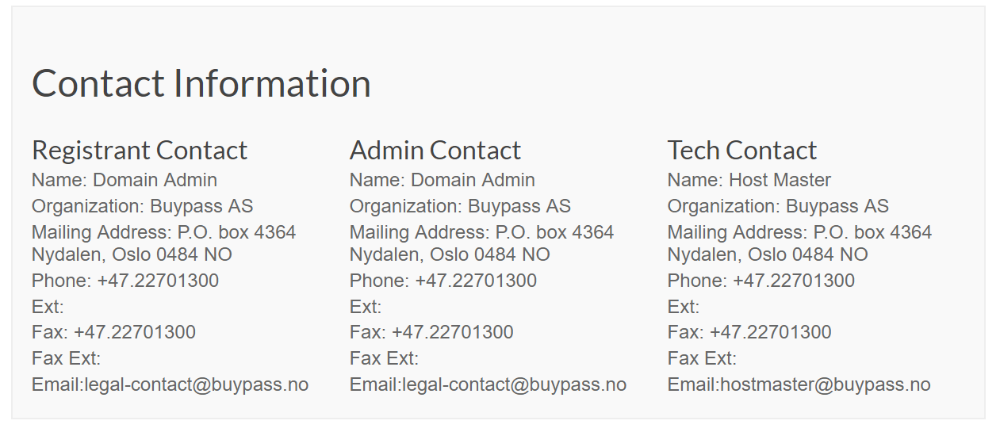 Contact Information
Registrant Contact
Name: Domain Admin
Organization: Buypass AS
Mailing Address: P.O. box 4364
Nydalen, Oslo 0484 NO
Phone: +47.22701300
Ext:
Fax: +47.22701300
Fax Ext:
Email:legal-contact@buypass.no
Admin Contact
Name: Domain Admin
Organization: Buypass AS
Mailing Address: P.O. box 4364
Nydalen, Oslo 0484 NO
Phone: +47.22701300
Ext:
Fax: +47.22701300
Fax Ext:
Email:legal-contact@buypass.no
Tech Contact
Name: Host Master
Organization: Buypass AS
Mailing Address: P.O. box 4364
Nydalen, Oslo 0484 NO
Phone: +47.22701300
Ext:
Fax: +47.22701300
Fax Ext:
Email:hostmaster@buypass.no